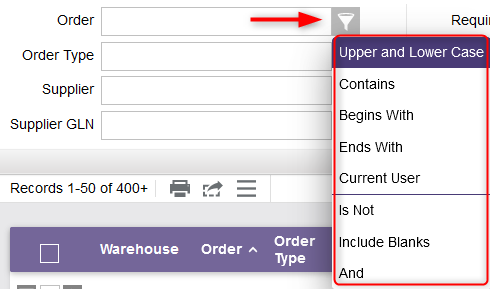 Order
Requi
Order Type
Supplier
Supplier GLN
Upper and Lower Case
Contains
Begins With
Ends With
Current User
Is Not
Include Blanks
And
Records 1-50 of 400+
Warehouse Order Order
Type